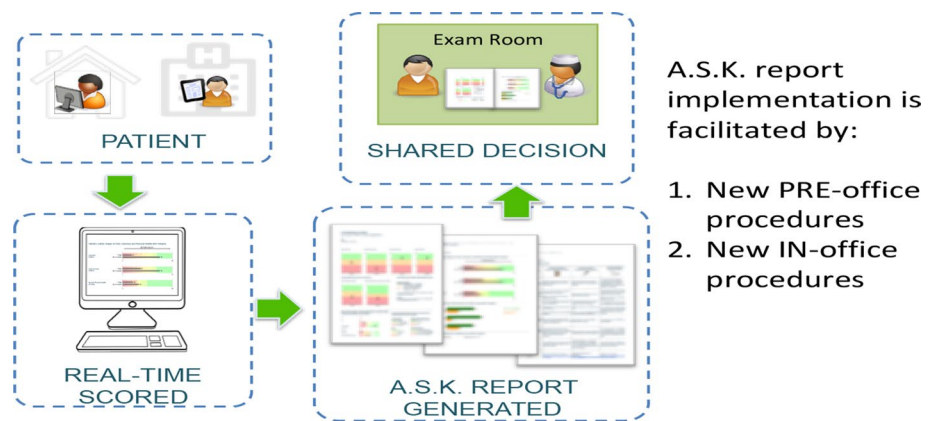 PATIENT
REAL-TIME
SCORED
A.S.K. REPORT
GENERATED
Exam Room
SHARED DECISION
A.S.K. report
implementation is
facilitated by:
1. New PRE-office
procedures
2. New IN-office
procedures